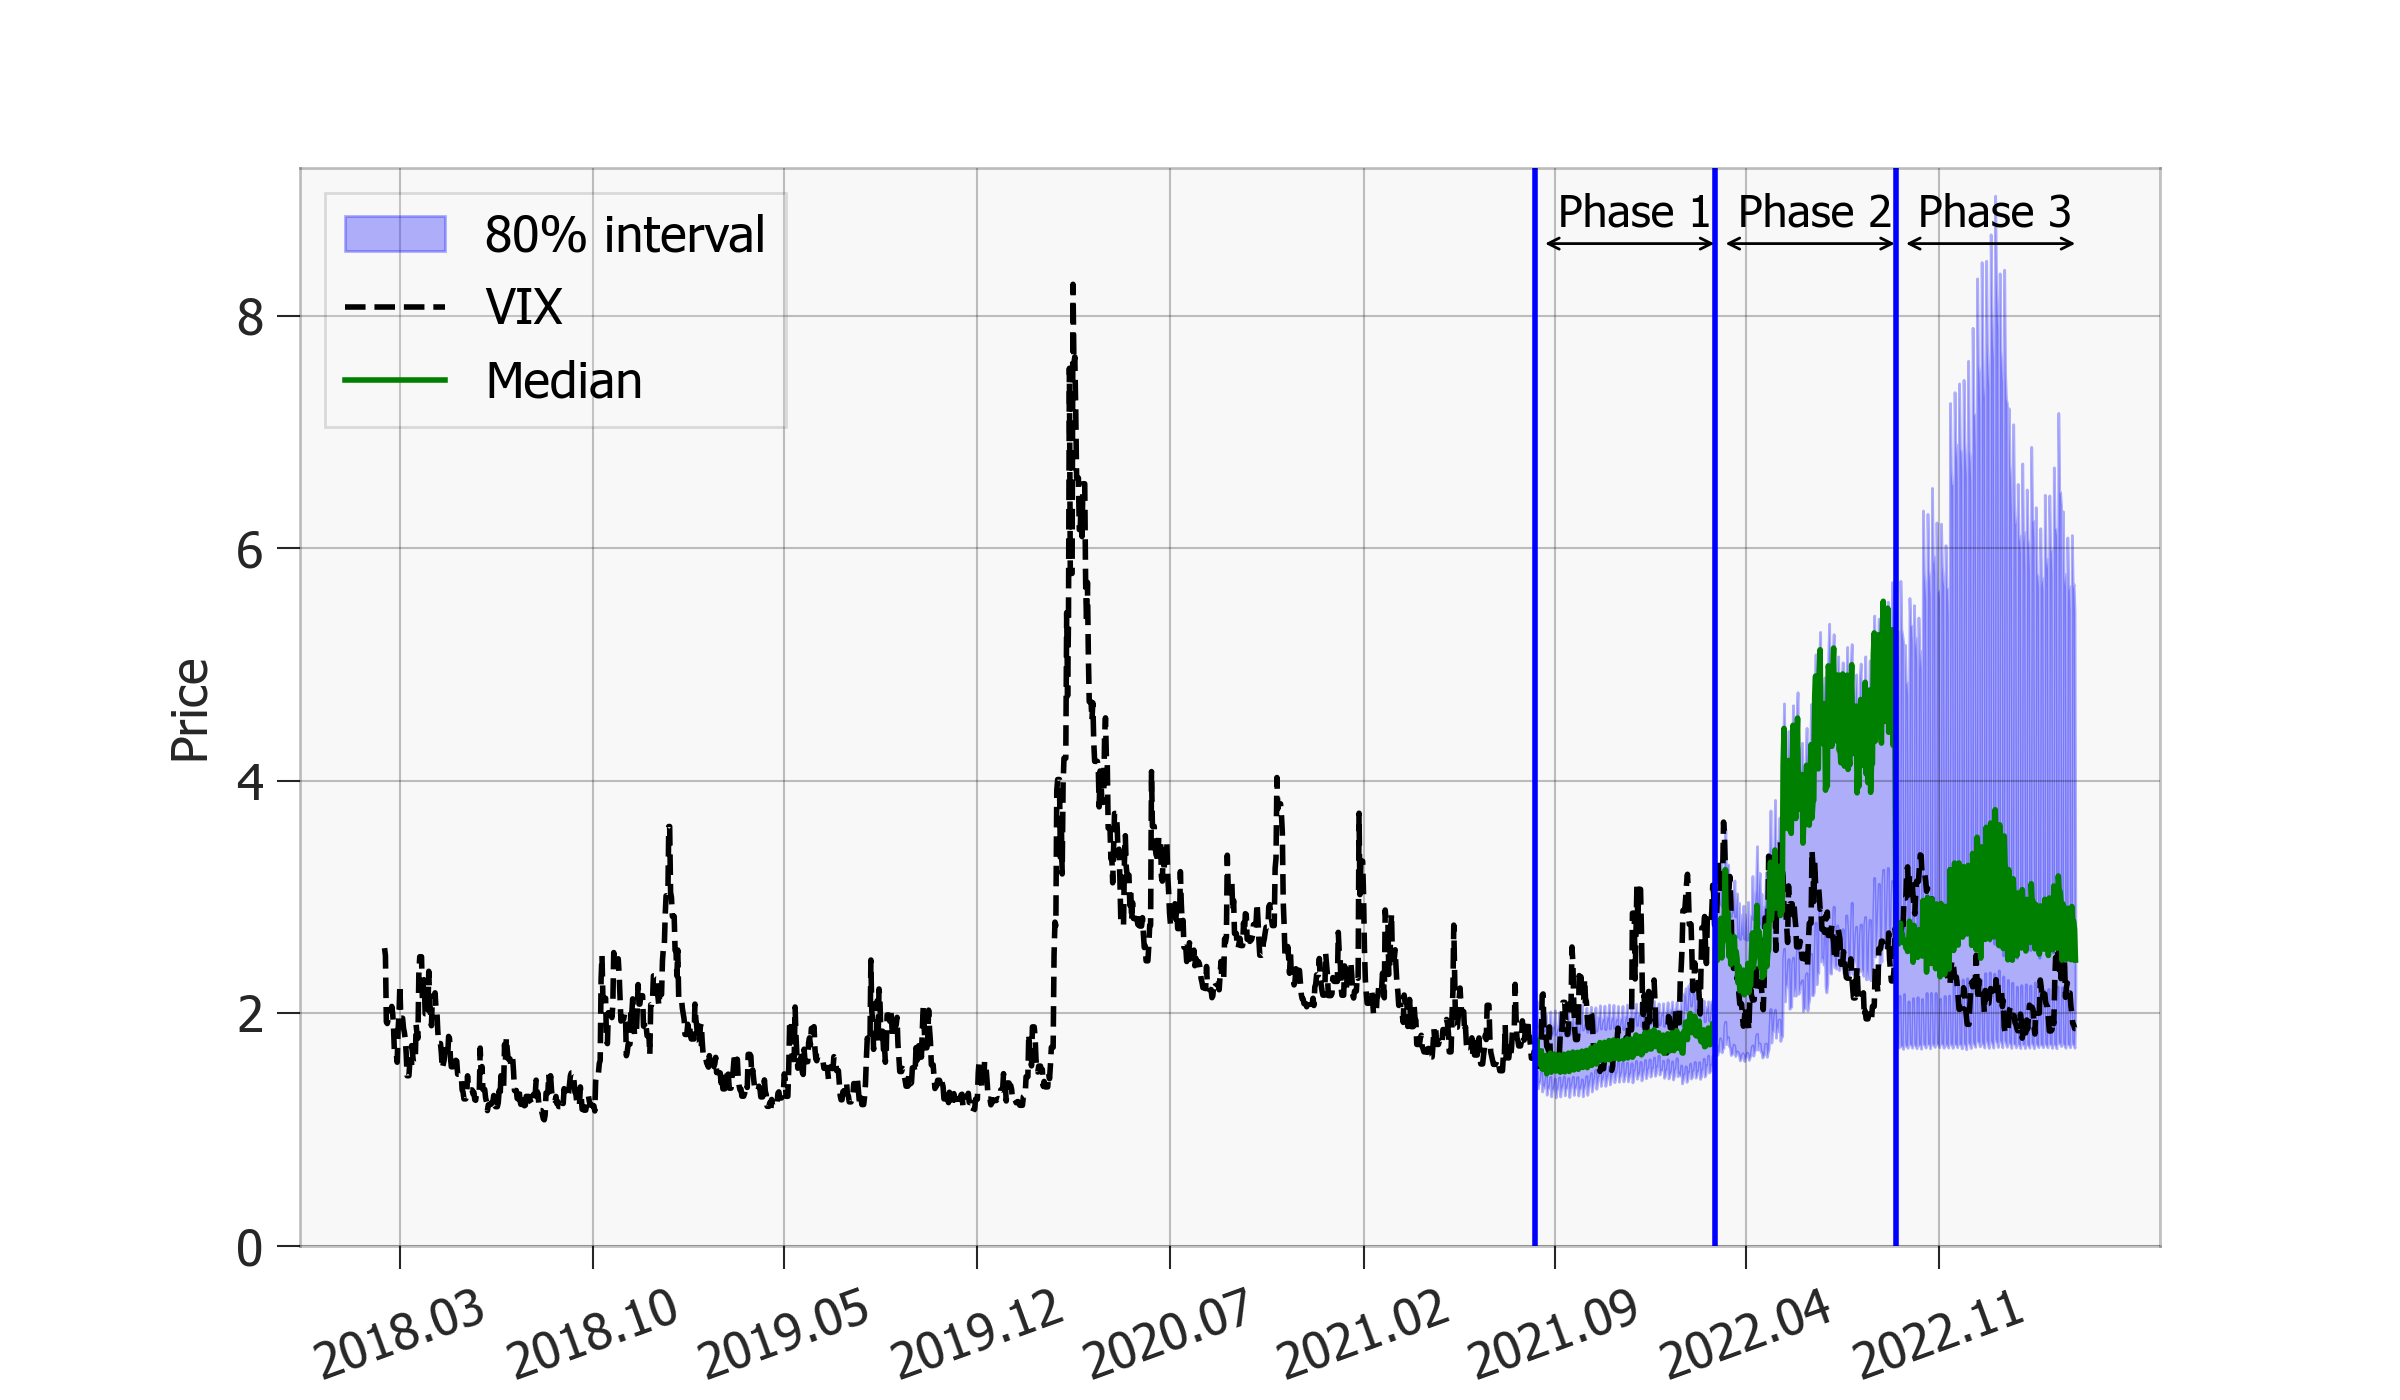 80% interval
VIX
Median
Phase 1
Phase 2
Phase 3
Price
8
6
4
2
0
2018.03
2018.10
2019.05
2019.12
2020.07
2021.02
2021.09
2022.04
2022.11